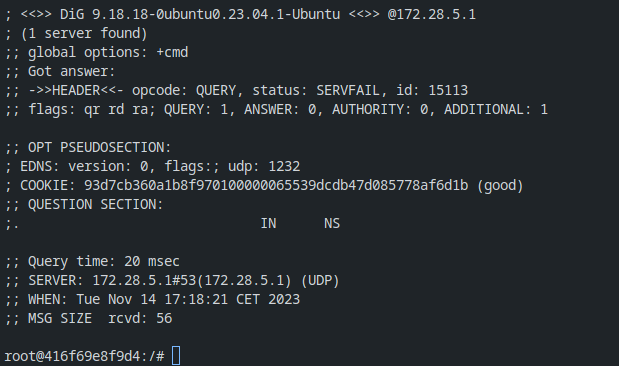 ; <<>> DiG 9.18.18-0ubuntu0.23.04.1-Ubuntu <<>> @172.28.5.1
; (1 server found)
;; global options: +cmd
;; Got answer:
;; ->>HEADER<<- opcode: QUERY, status: SERVFAIL, id: 15113
;; flags: qr rd ra; QUERY: 1, ANSWER: 0, AUTHORITY: 0, ADDITIONAL: 1

;; OPT PSEUDOSECTION:
; EDNS: version: 0, flags:; udp: 1232
; COOKIE: 93d7cb360a1b8f970100000065539dcdb47d085778af6d1b (good)
;; QUESTION SECTION:
;.				IN	NS

;; Query time: 20 msec
;; SERVER: 172.28.5.1#53(172.28.5.1) (UDP)
;; WHEN: Tue Nov 14 17:18:21 CET 2023
;; MSG SIZE  rcvd: 56

root@416f69e8f9d4:/#